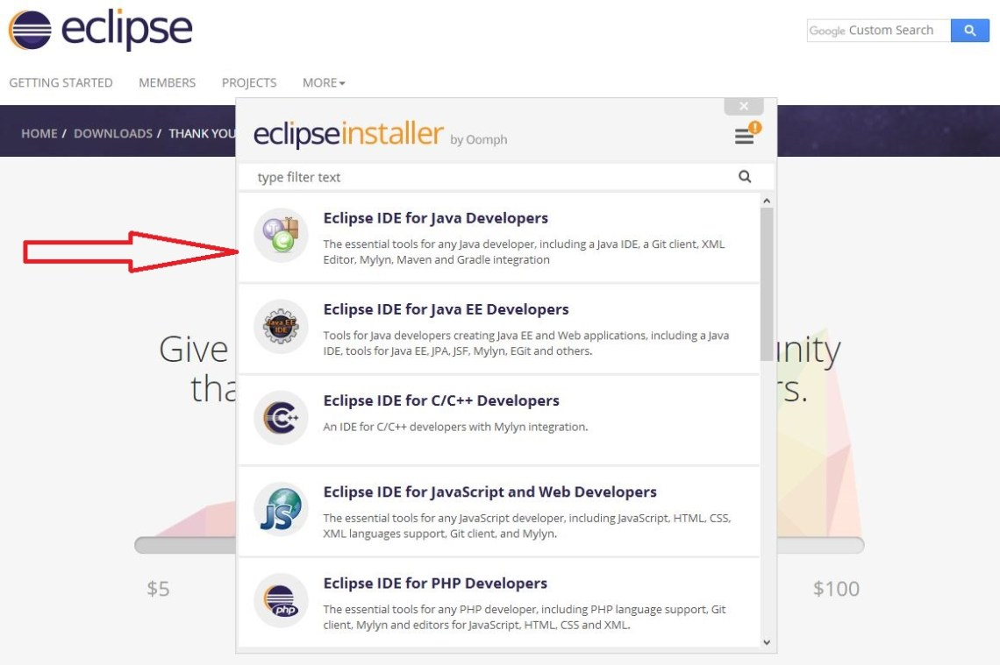 eclipse
Google Custom Search
GETTING STARTED MEMBERS PROJECTS MORE
HOME / DOWNLOADS / THANK YOU
eclipseinstaller by Oomph
!
type filter text
Eclipse IDE for Java Developers
The essential tools for any Java developer, including a Java IDE, a Git client, XML
Editor, Mylyn, Maven and Gradle integration
Java EE
IDE
Eclipse IDE for Java EE Developers
Tools for Java developers creating Java EE and Web applications, including a Java
IDE, tools for Java EE, JPA, JSF, Mylyn, EGit and others.
Give
unity
tha
rs.
C++
Eclipse IDE for C/C++ Developers
An IDE for C/C++ developers with Mylyn integration.
JS
Eclipse IDE for JavaScript and Web Developers
The essential tools for any JavaScript developer, including JavaScript, HTML, CSS,
XML languages support, Git client, and Mylyn.
$5
$100
php
Eclipse IDE for PHP Developers
The essential tools for any PHP developer, including PHP language support, Git
client, Mylyn and editors for JavaScript, HTML, CSS and XML.